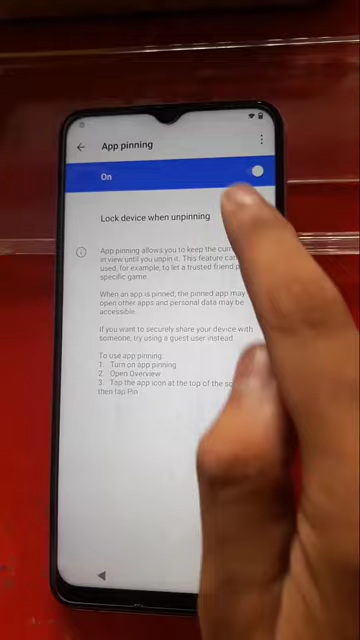 App pinning
On
Lock device when unpinning
App pinning allows you to keep the
in view until you unpin it. This feature
used, for example, to let a trusted friend
specific game.
When an app is pinned, the pinned app may
open other apps and personal data may be
accessible.
If you want to securely share your device with
someone, try using a guest user instead.
To use app pinning:
1. Turn on app pinning
2. Open Overview
3. Tap the app icon at the top of the
then tap Pin